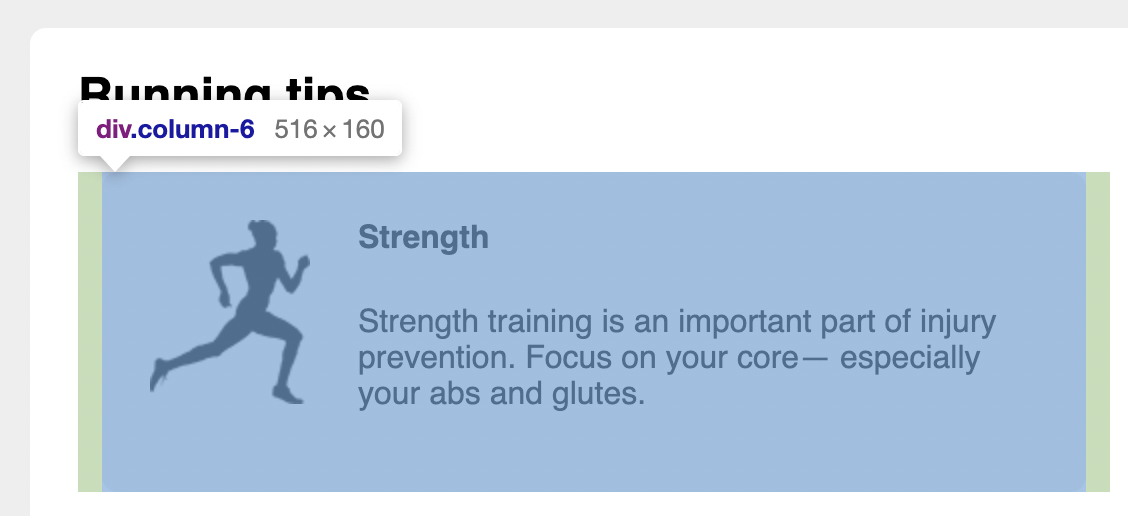 Running tips
div.column-6 516 × 160
Strength
Strength training is an important part of injury
prevention. Focus on your core— especially
your abs and glutes.